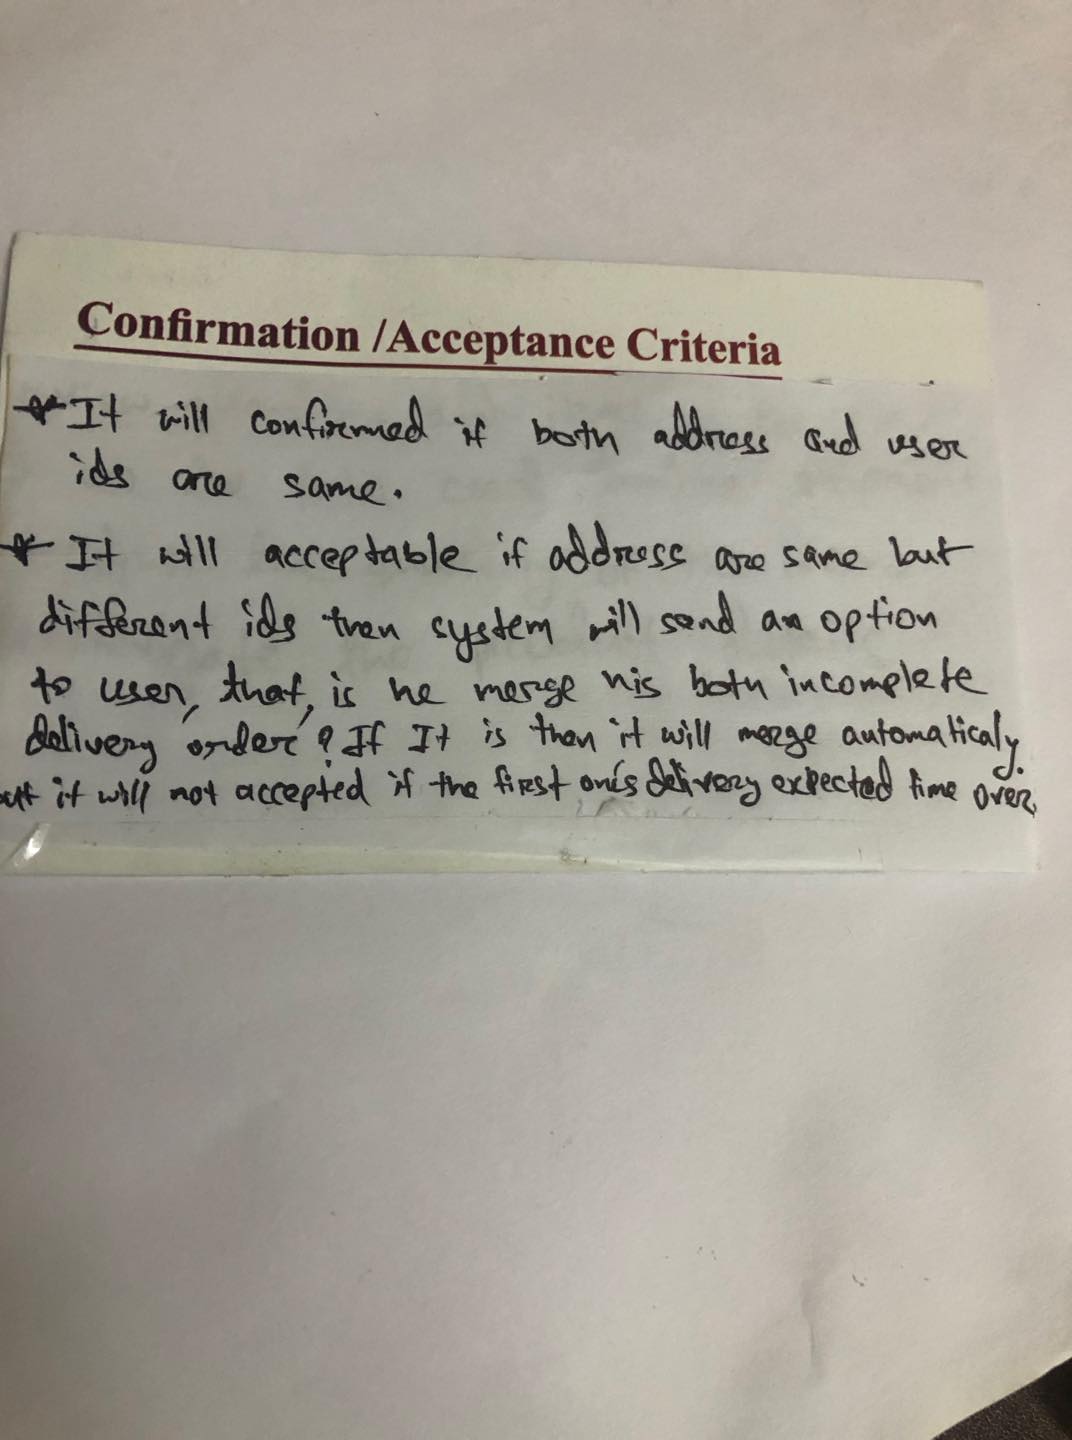 Confirmation /Acceptance Criteria
* It will confirmed if both address and user
ids are same.
* It will acceptable if address are same but
different ids then system will send an option
to user, that, is he merge his both incomplete
delivery order? If It is then it will merge automaticaly.
but it will not accepted if the first one's delivery expected time over.